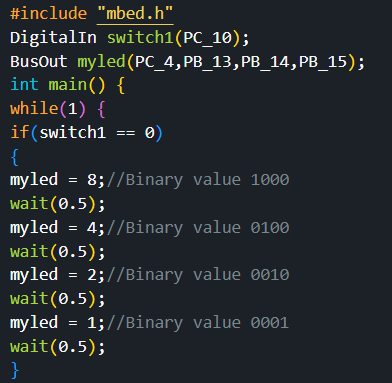 #include "mbed.h"
DigitalIn switch1(PC_10);
BusOut myled(PC_4,PB_13,PB_14,PB_15);
int main() {
while(1) {
if(switch1 == 0)
{
myled = 8;//Binary value 1000
wait(0.5);
myled = 4;//Binary value 0100
wait(0.5);
myled = 2;//Binary value 0010
wait(0.5);
myled = 1;//Binary value 0001
wait(0.5);
}